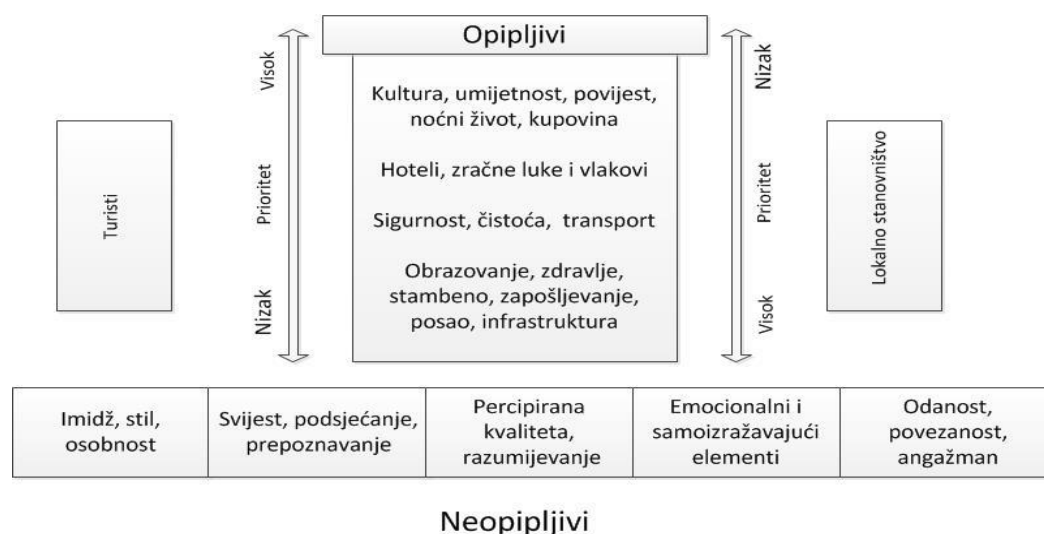 Opipljivi
Visok
Prioritet
Nizak
Turisti
Kultura, umijetnost, povijest,
noćni život, kupovina
Hoteli, zračne luke i vlakovi
Sigurnost, čistoća, transport
Obrazovanje, zdravlje,
stambeno, zapošljevanje,
posao, infrastruktura
Nizak
Prioritet
Visok
Lokalno stanovništvo
Imidž, stil,
osobnost
Svijest, podsjećanje,
prepoznavanje
Percipirana
kvaliteta,
razumijevanje
Emocionalni i
samoizražavajući
elementi
Odanost,
povezanost,
angažman
Neopipljivi